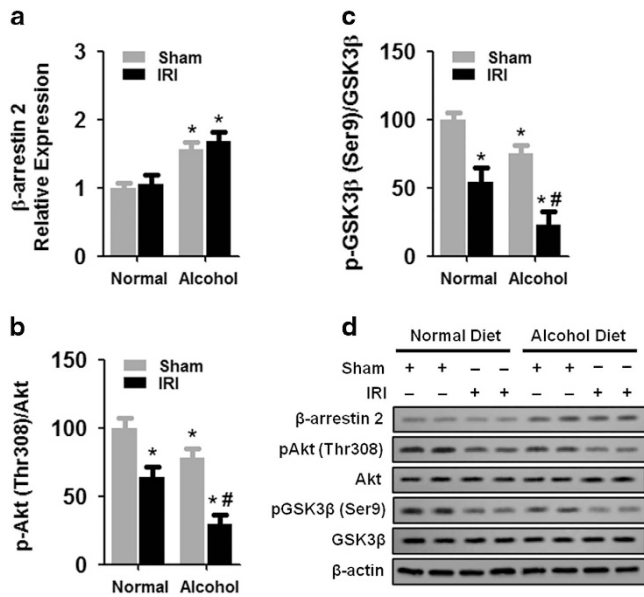 a
β-arrestin 2
Relative Expression
3
2
1
0
Sham
IRI
* *
Normal Alcohol
b
p-Akt (Thr308)/Akt
150
100
50
0
Sham
IRI
* * * #
Normal Alcohol
c
p-GSK3β (Ser9)/GSK3β
150
100
50
0
Sham
IRI
* * * #
Normal Alcohol
d
Normal Diet Alcohol Diet
Sham + + – – + + – –
IRI – – + + – – + +
β-arrestin 2
pAkt (Thr308)
Akt
pGSK3β (Ser9)
GSK3β
β-actin